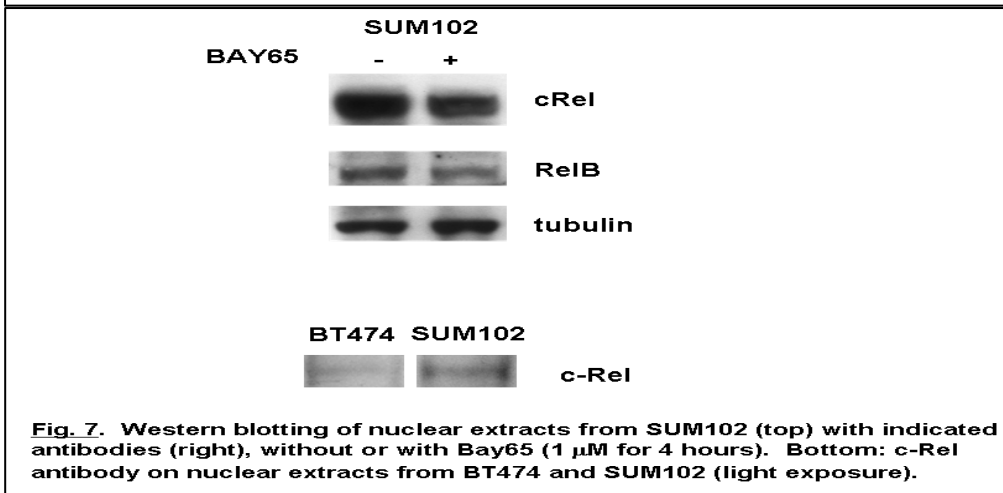 SUM102
BAY65 - +
cRel
RelB
tubulin
BT474 SUM102
c-Rel
Fig. 7. Western blotting of nuclear extracts from SUM102 (top) with indicated
antibodies (right), without or with Bay65 (1 µM for 4 hours). Bottom: c-Rel
antibody on nuclear extracts from BT474 and SUM102 (light exposure).